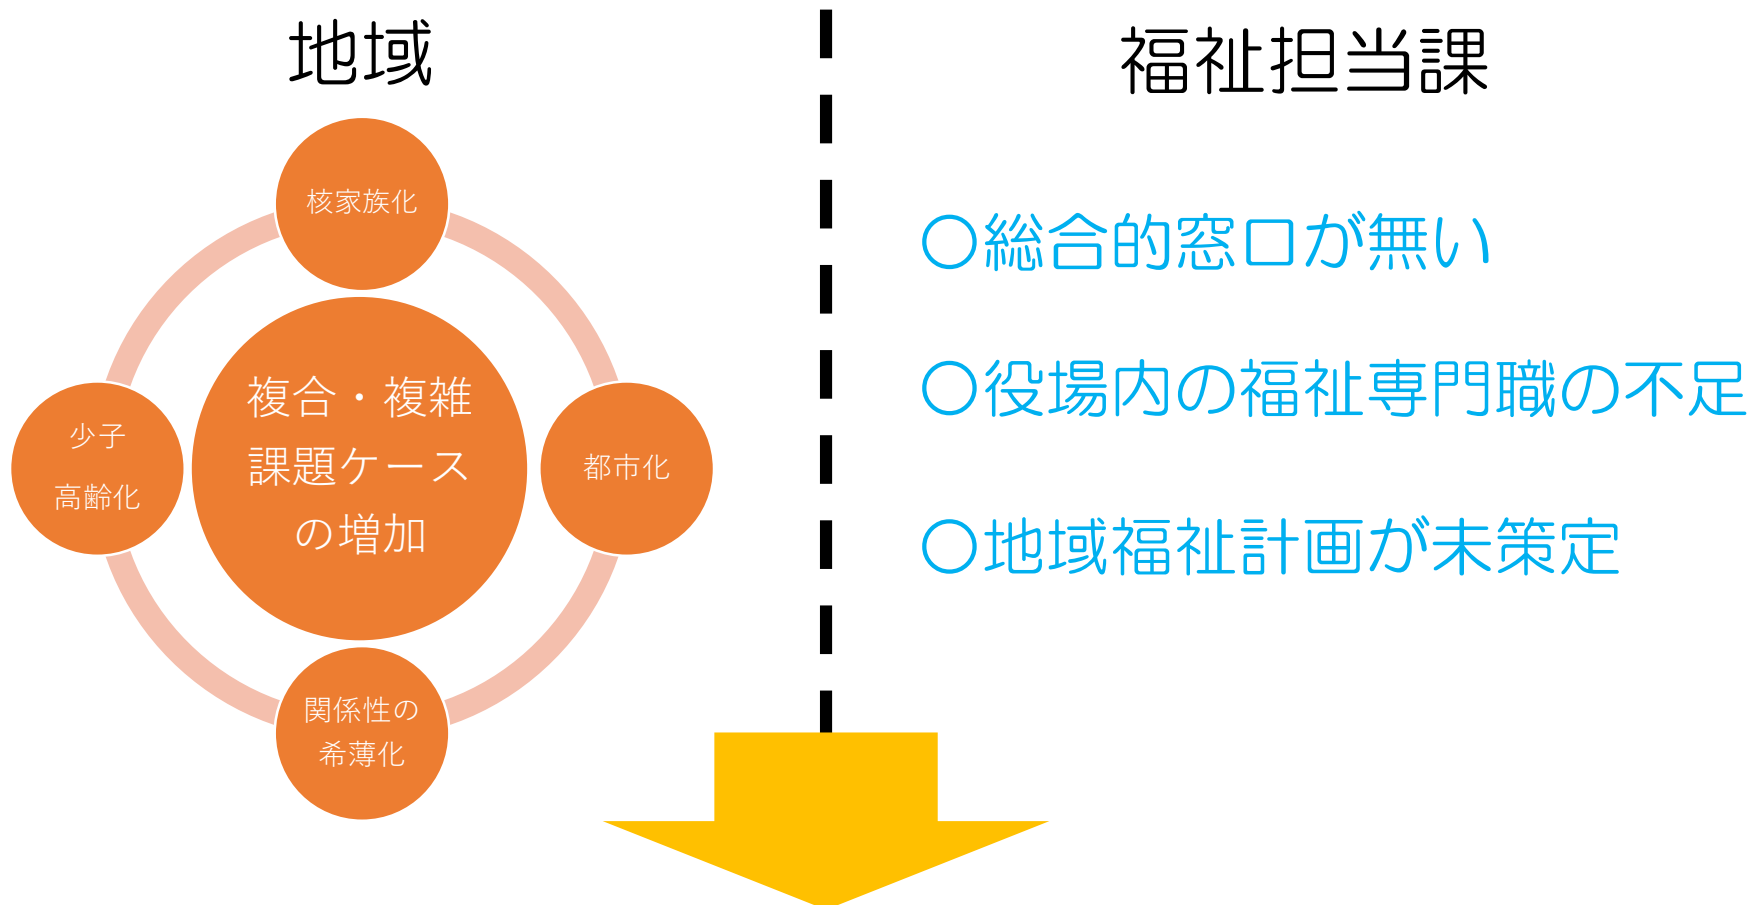 地域
核家族化
複合・複雑
課題ケース
の増加
少子
高齢化
都市化
関係性の
希薄化
福祉担当課
○総合的窓口が無い
○役場内の福祉専門職の不足
○地域福祉計画が未策定